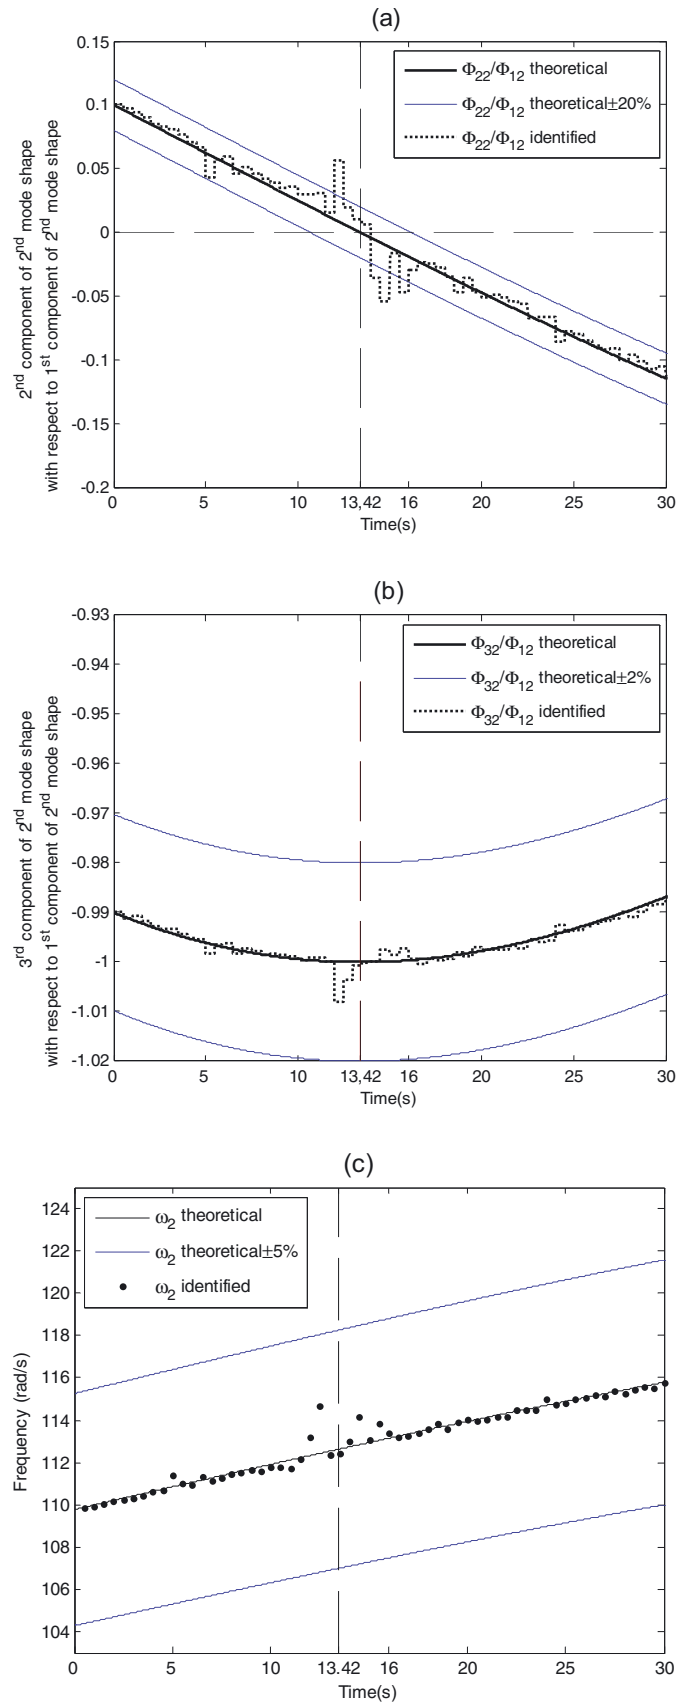 (a)
0.15
0.1
0.05
0
-0.05
-0.1
-0.15
-0.2
2nd component of 2nd mode shape
with respect to 1st component of 2nd mode shape
Φ22/Φ12 theoretical
Φ22/Φ12 theoretical±20%
Φ22/Φ12 identified
0 5 10 13,42 16 20 25 30
Time(s)
(b)
-0.93
-0.94
-0.95
-0.96
-0.97
-0.98
-0.99
-1
-1.01
-1.02
3rd component of 2nd mode shape
with respect to 1st component of 2nd mode shape
Φ32/Φ12 theoretical
Φ32/Φ12 theoretical±2%
Φ32/Φ12 identified
0 5 10 13,42 16 20 25 30
Time(s)
(c)
124
122
120
118
116
114
112
110
108
106
104
Frequency (rad/s)
ω2 theoretical
ω2 theoretical±5%
ω2 identified
0 5 10 13.42 16 20 25 30
Time(s)